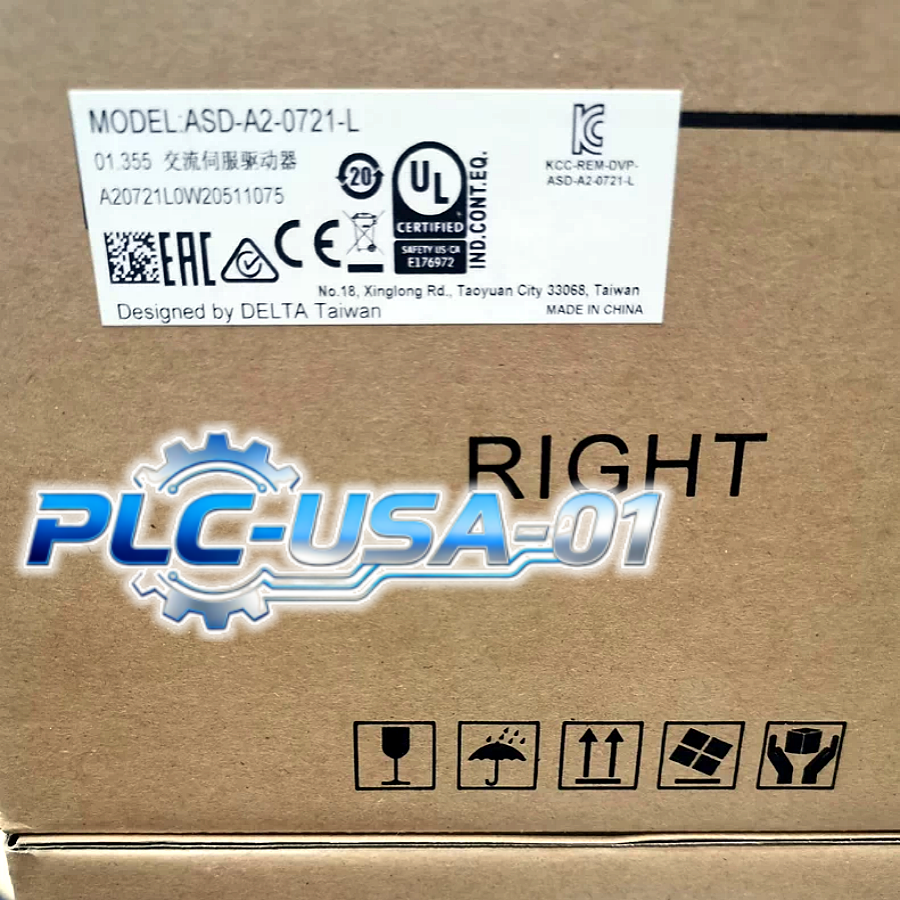 MODEL:ASD-A2-0721-L
01.355 交流伺服驱动器
A20721L0W20511075
EAC
CE
20
UL
CERTIFIED
SAFETY US-CA
E176972
IND.CONT.EQ.
KC
KCC-REM-DVP-
ASD-A2-0721-L
No.18, Xinglong Rd., Taoyuan City 33068, Taiwan
Designed by DELTA Taiwan
MADE IN CHINA
RIGHT
PLC-USA-01